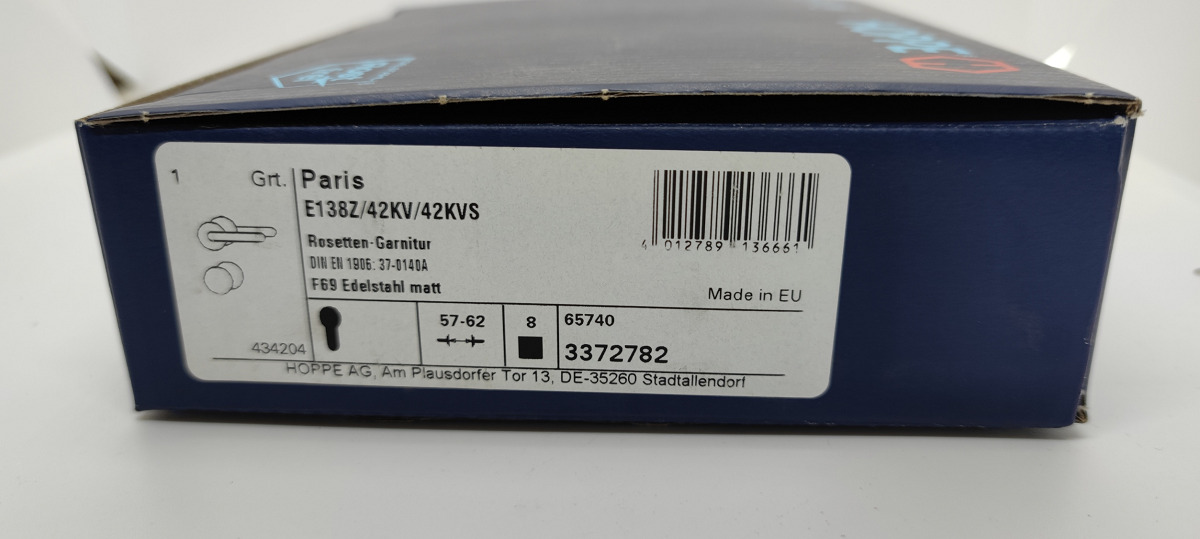 HOPPE
1 Grt. Paris
E138Z/42KV/42KVS
Rosetten-Garnitur
DIN EN 1906: 37-0140A
F69 Edelstahl matt
4 012789 136661
Made in EU
434204
57-62
8
65740
3372782
HOPPE AG, Am Plausdorfer Tor 13, DE-35260 Stadtallendorf